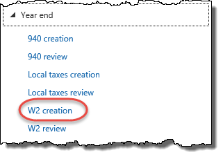 Year end
940 creation
940 review
Local taxes creation
Local taxes review
W2 creation
W2 review